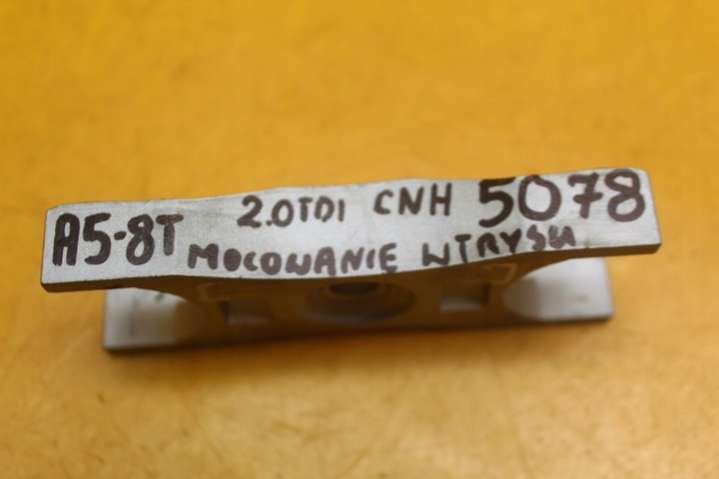 A5-8T 2.0TDI CNH 5078
MOCOWANIE WTRYSKU